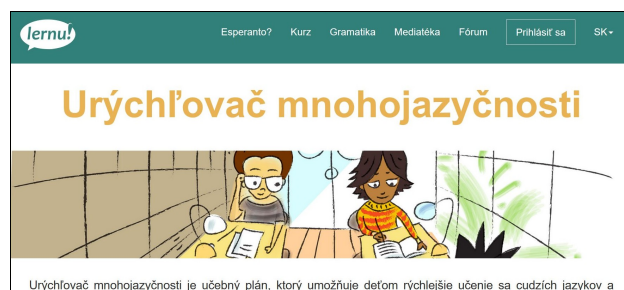 lernu!
Esperanto? Kurz Gramatika Mediatéka Fórum Prihlásiť sa SK
Urýchľovač mnohojazyčnosti
Urýchľovač mnohojazyčnosti je učebný plán, ktorý umožňuje deťom rýchlejšie učenie sa cudzích jazykov a